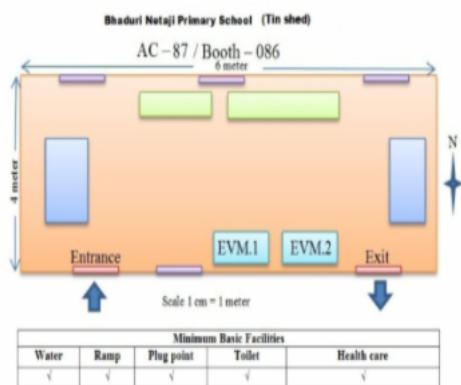 Bhaduri Netaji Primary School (Tin shed)
AC – 87 / Booth – 086
6 meter
4 meter
N
EVM.1 EVM.2
Entrance
Exit
Scale 1 cm = 1 meter
Minimum Basic Facilities
Water Ramp Plug point Toilet Health care
√ √ √ √ √